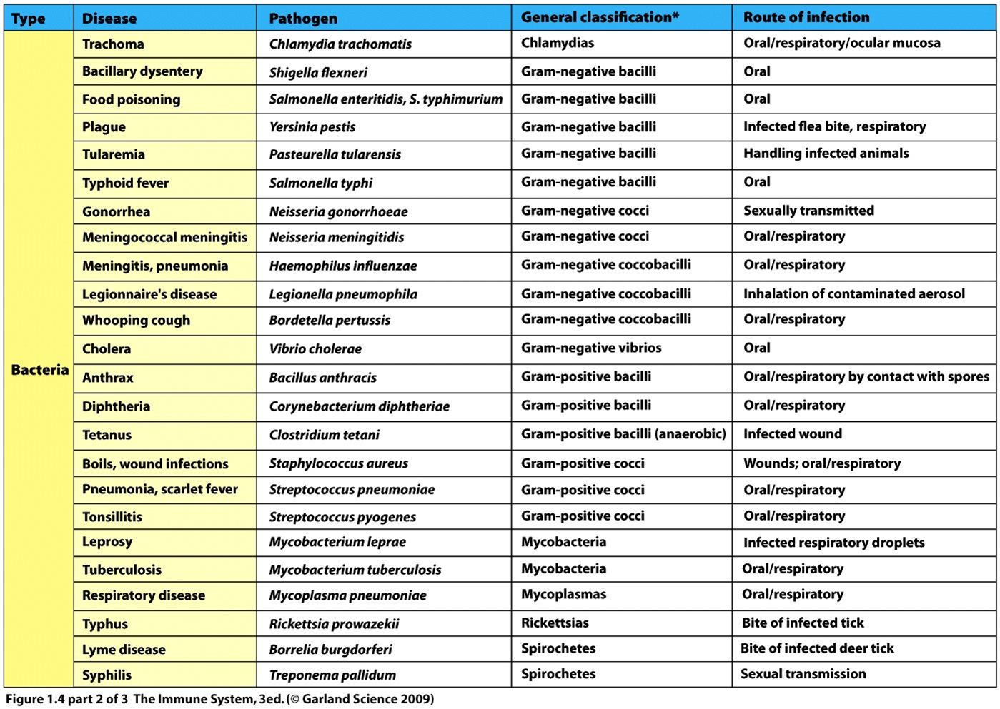 Type Disease Pathogen General classification* Route of infection
Bacteria
Trachoma Chlamydia trachomatis Chlamydias Oral/respiratory/ocular mucosa
Bacillary dysentery Shigella flexneri Gram-negative bacilli Oral
Food poisoning Salmonella enteritidis, S. typhimurium Gram-negative bacilli Oral
Plague Yersinia pestis Gram-negative bacilli Infected flea bite, respiratory
Tularemia Pasteurella tularensis Gram-negative bacilli Handling infected animals
Typhoid fever Salmonella typhi Gram-negative bacilli Oral
Gonorrhea Neisseria gonorrhoeae Gram-negative cocci Sexually transmitted
Meningococcal meningitis Neisseria meningitidis Gram-negative cocci Oral/respiratory
Meningitis, pneumonia Haemophilus influenzae Gram-negative coccobacilli Oral/respiratory
Legionnaire's disease Legionella pneumophila Gram-negative coccobacilli Inhalation of contaminated aerosol
Whooping cough Bordetella pertussis Gram-negative coccobacilli Oral/respiratory
Cholera Vibrio cholerae Gram-negative vibrios Oral
Anthrax Bacillus anthracis Gram-positive bacilli Oral/respiratory by contact with spores
Diphtheria Corynebacterium diphtheriae Gram-positive bacilli Oral/respiratory
Tetanus Clostridium tetani Gram-positive bacilli (anaerobic) Infected wound
Boils, wound infections Staphylococcus aureus Gram-positive cocci Wounds; oral/respiratory
Pneumonia, scarlet fever Streptococcus pneumoniae Gram-positive cocci Oral/respiratory
Tonsillitis Streptococcus pyogenes Gram-positive cocci Oral/respiratory
Leprosy Mycobacterium leprae Mycobacteria Infected respiratory droplets
Tuberculosis Mycobacterium tuberculosis Mycobacteria Oral/respiratory
Respiratory disease Mycoplasma pneumoniae Mycoplasmas Oral/respiratory
Typhus Rickettsia prowazekii Rickettsias Bite of infected tick
Lyme disease Borrelia burgdorferi Spirochetes Bite of infected deer tick
Syphilis Treponema pallidum Spirochetes Sexual transmission
Figure 1.4 part 2 of 3 The Immune System, 3ed. (© Garland Science 2009)